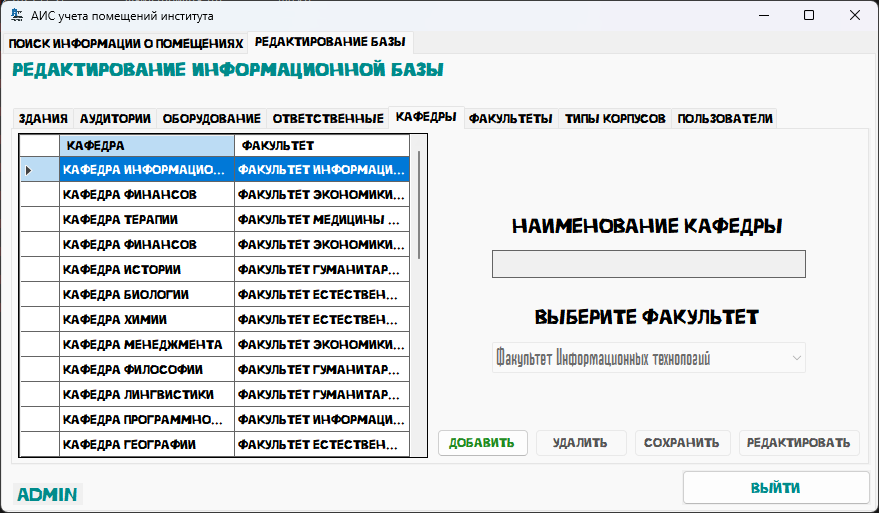 АИС учета помещений института
ПОИСК ИНФОРМАЦИИ О ПОМЕЩЕНИЯХ РЕДАКТИРОВАНИЕ БАЗЫ
РЕДАКТИРОВАНИЕ ИНФОРМАЦИОННОЙ БАЗЫ
ЗДАНИЯ АУДИТОРИИ ОБОРУДОВАНИЕ ОТВЕТСТВЕННЫЕ КАФЕДРЫ ФАКУЛЬТЕТЫ ТИПЫ КОРПУСОВ ПОЛЬЗОВАТЕЛИ
КАФЕДРА ФАКУЛЬТЕТ
КАФЕДРА ИНФОРМАЦИО... ФАКУЛЬТЕТ ИНФОРМАЦИ...
КАФЕДРА ФИНАНСОВ ФАКУЛЬТЕТ ЭКОНОМИКИ...
КАФЕДРА ТЕРАПИИ ФАКУЛЬТЕТ МЕДИЦИНЫ ...
КАФЕДРА ФИНАНСОВ ФАКУЛЬТЕТ ЭКОНОМИКИ...
КАФЕДРА ИСТОРИИ ФАКУЛЬТЕТ ГУМАНИТАР...
КАФЕДРА БИОЛОГИИ ФАКУЛЬТЕТ ЕСТЕСТВЕН...
КАФЕДРА ХИМИИ ФАКУЛЬТЕТ ЕСТЕСТВЕН...
КАФЕДРА МЕНЕДЖМЕНТА ФАКУЛЬТЕТ ЭКОНОМИКИ...
КАФЕДРА ФИЛОСОФИИ ФАКУЛЬТЕТ ГУМАНИТАР...
КАФЕДРА ЛИНГВИСТИКИ ФАКУЛЬТЕТ ГУМАНИТАР...
КАФЕДРА ПРОГРАММНО... ФАКУЛЬТЕТ ИНФОРМАЦИ...
КАФЕДРА ГЕОГРАФИИ ФАКУЛЬТЕТ ЕСТЕСТВЕН...
НАИМЕНОВАНИЕ КАФЕДРЫ
ВЫБЕРИТЕ ФАКУЛЬТЕТ
Факультет Информационных технологий
ДОБАВИТЬ УДАЛИТЬ СОХРАНИТЬ РЕДАКТИРОВАТЬ
ADMIN ВЫЙТИ